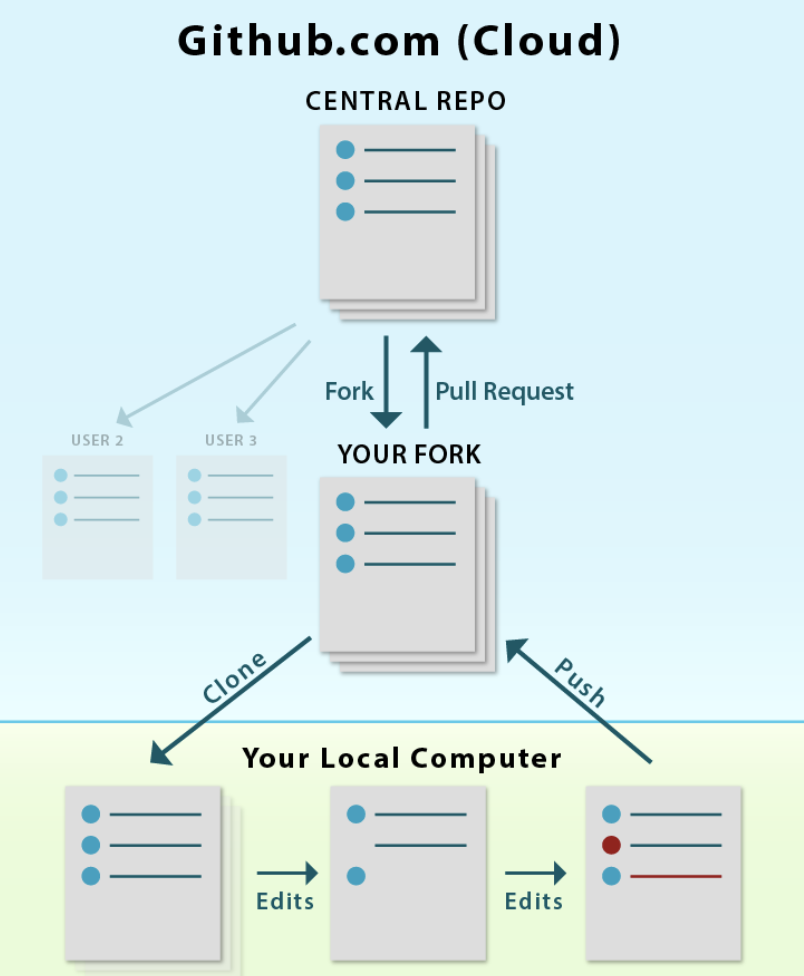 Github.com (Cloud)
CENTRAL REPO
Fork
Pull Request
USER 2
USER 3
YOUR FORK
Clone
Push
Your Local Computer
Edits
Edits